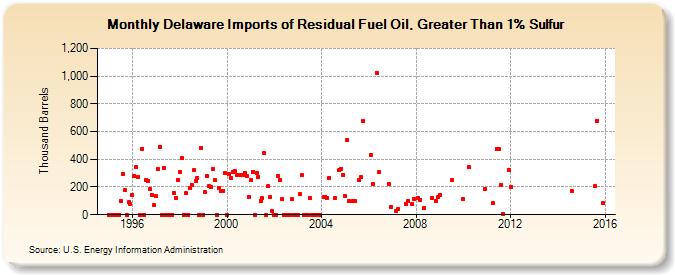 Monthly Delaware Imports of Residual Fuel Oil, Greater Than 1% Sulfur
Thousand Barrels
1,200
1,000
800
600
400
200
0
1996 2000 2004 2008 2012 2016
Source: U.S. Energy Information Administration